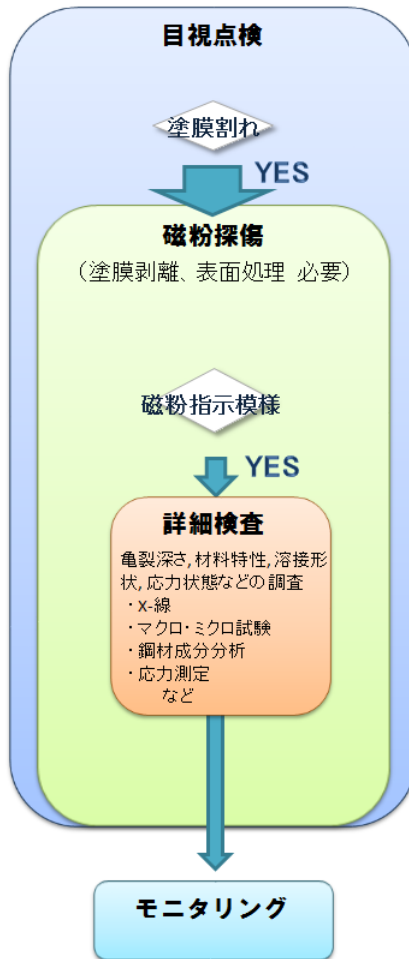 目視点検
塗膜割れ
YES
磁粉探傷
（塗膜剥離、表面処理 必要）
磁粉指示模様
YES
詳細検査
亀裂深さ，材料特性，溶接形
状，応力状態などの調査
・X-線
・マクロ・ミクロ試験
・鋼材成分分析
・応力測定
など
モニタリング